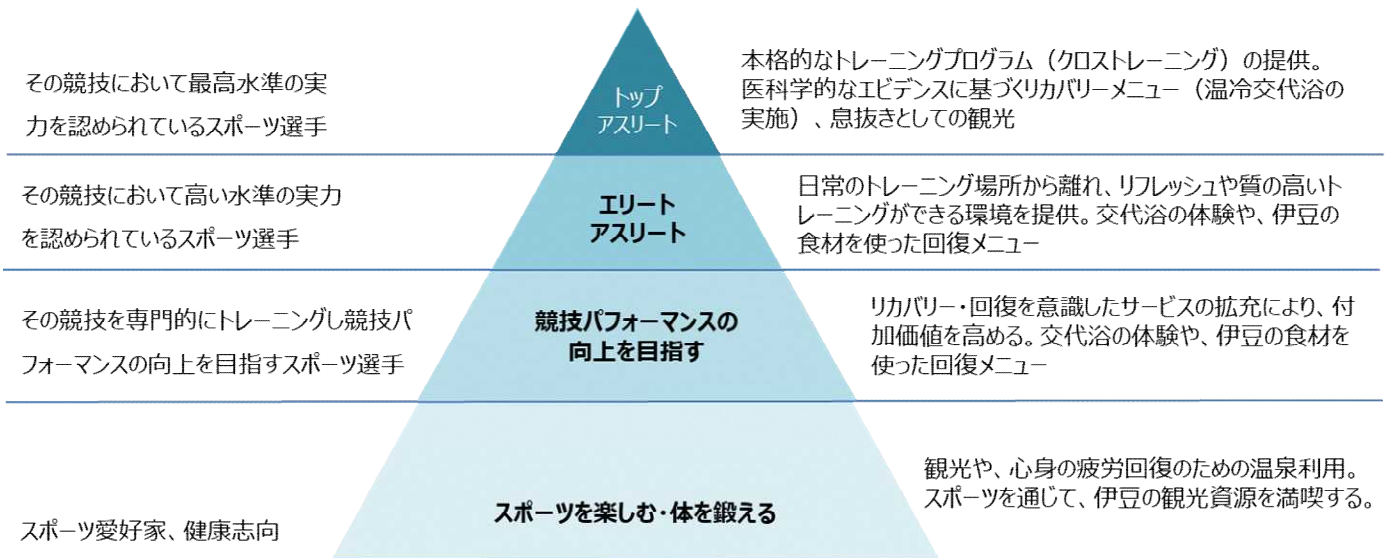 その競技において最高水準の実
力を認められているスポーツ選手
トップ
アスリート
本格的なトレーニングプログラム（クロストレーニング）の提供。
医科学的なエビデンスに基づくリカバリーメニュー（温冷交代浴の
実施）、息抜きとしての観光
その競技において高い水準の実力
を認められているスポーツ選手
エリート
アスリート
日常のトレーニング場所から離れ、リフレッシュや質の高いト
レーニングができる環境を提供。交代浴の体験や、伊豆の
食材を使った回復メニュー
その競技を専門的にトレーニングし競技パ
フォーマンスの向上を目指すスポーツ選手
競技パフォーマンスの
向上を目指す
リカバリー・回復を意識したサービスの拡充により、付
加価値を高める。交代浴の体験や、伊豆の食材を
使った回復メニュー
スポーツ愛好家、健康志向
スポーツを楽しむ・体を鍛える
観光や、心身の疲労回復のための温泉利用。
スポーツを通じて、伊豆の観光資源を満喫する。